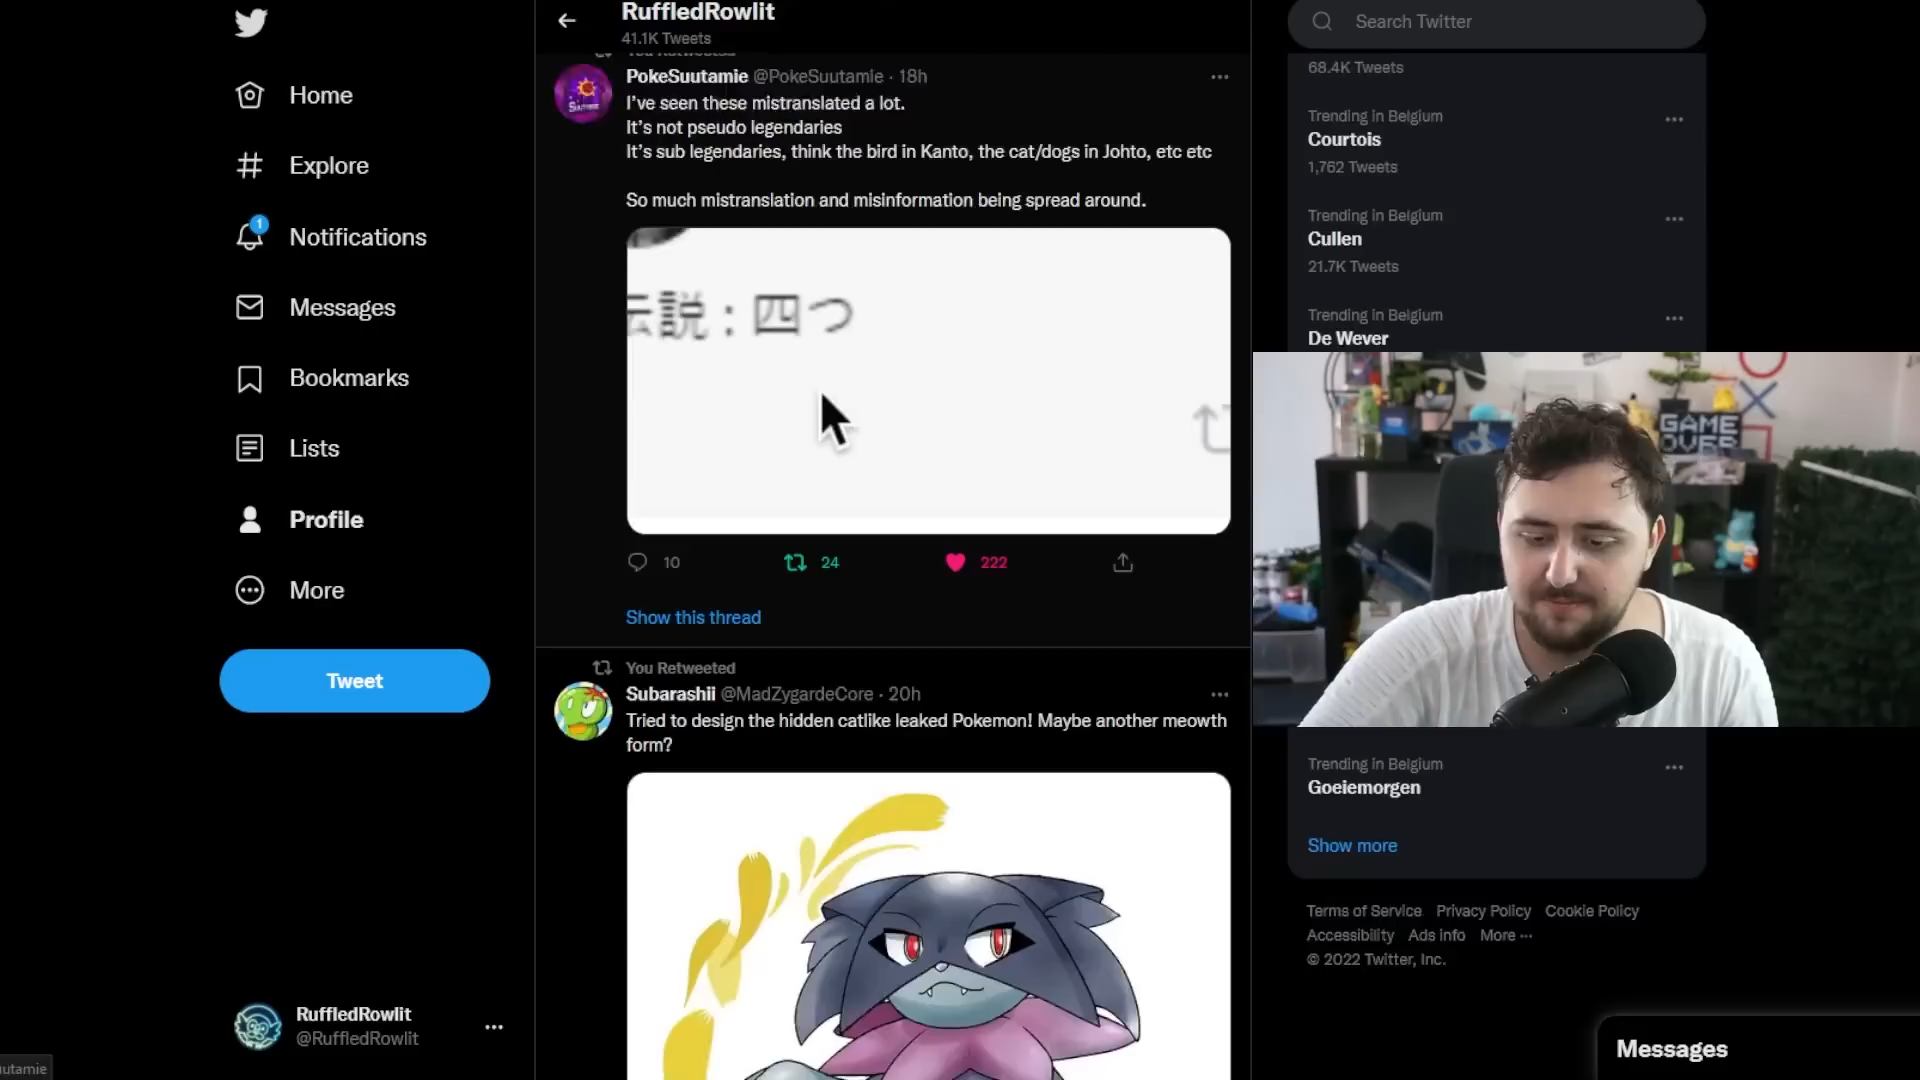 Home
Explore
1
Notifications
Messages
Bookmarks
Lists
Profile
More
Tweet
RuffledRowlit
@RuffledRowlit
utamie
RuffledRowlit
41.1K Tweets
You Retweeted
PokeSuutamie @PokeSuutamie · 18h
I've seen these mistranslated a lot.
It's not pseudo legendaries
It's sub legendaries, think the bird in Kanto, the cat/dogs in Johto, etc etc
So much mistranslation and misinformation being spread around.
伝説：四つ
10 24 222
Show this thread
You Retweeted
Subarashii @MadZygardeCore · 20h
Tried to design the hidden catlike leaked Pokemon! Maybe another meowth
form?
Search Twitter
68.4K Tweets
Trending in Belgium
Courtois
1,762 Tweets
Trending in Belgium
Cullen
21.7K Tweets
Trending in Belgium
De Wever
GAME
OVER
Trending in Belgium
Goeiemorgen
Show more
Terms of Service Privacy Policy Cookie Policy
Accessibility Ads info More ···
© 2022 Twitter, Inc.
Messages